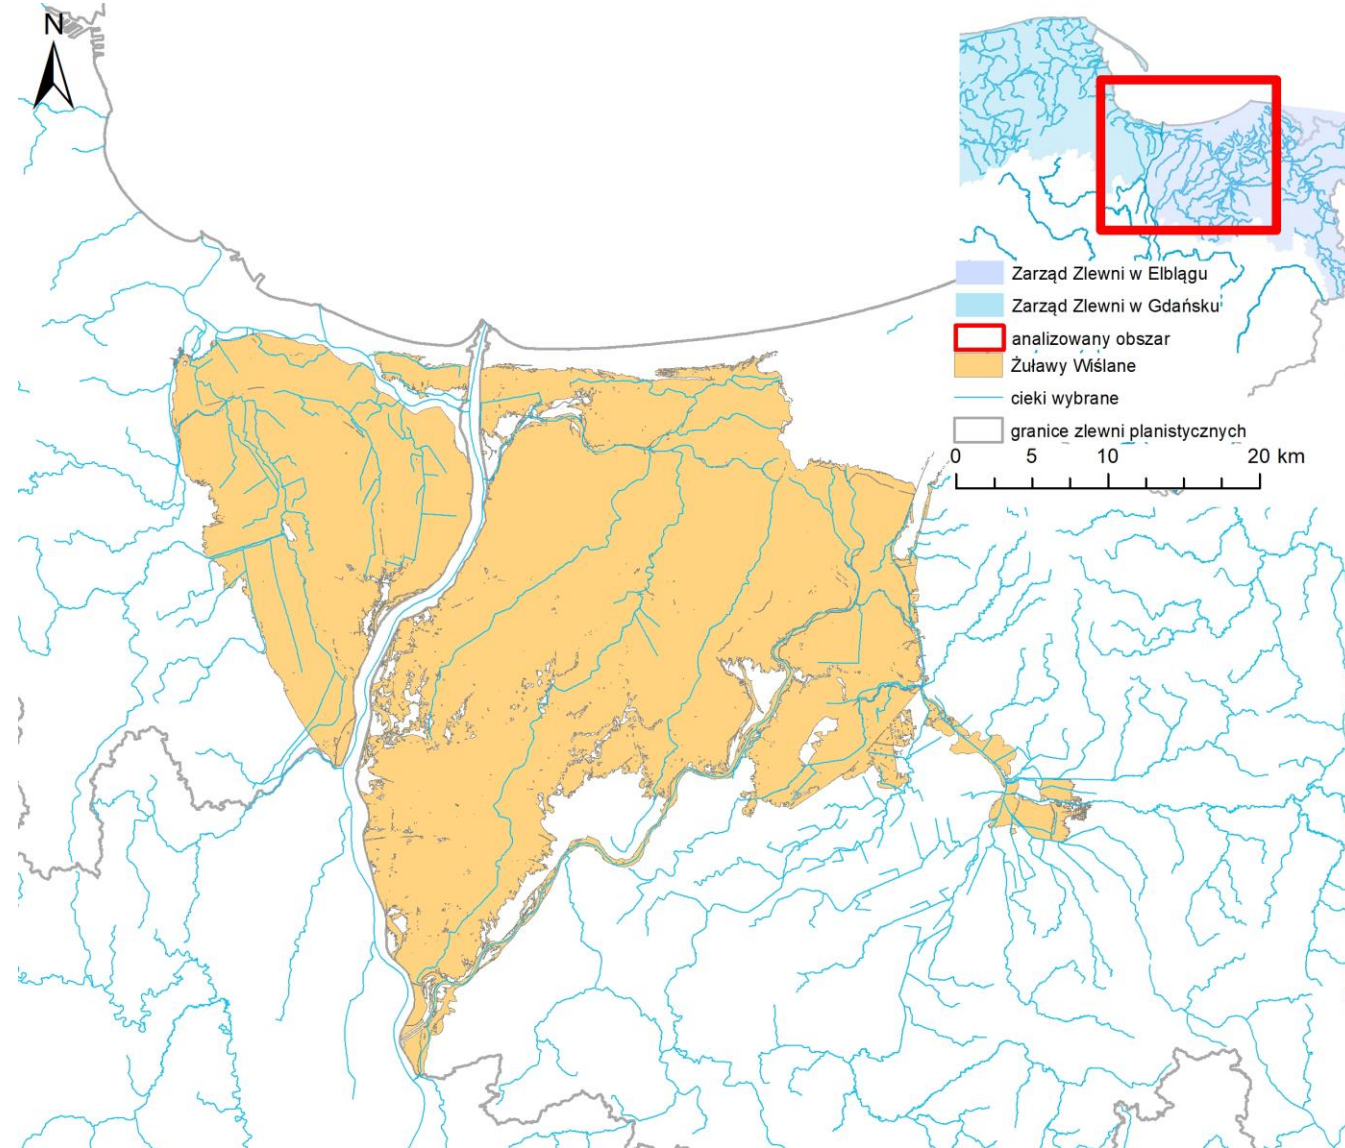 N
Zarząd Zlewni w Elblągu
Zarząd Zlewni w Gdańsku
analizowany obszar
Żuławy Wiślane
cieki wybrane
granice zlewni planistycznych
0 5 10 20 km